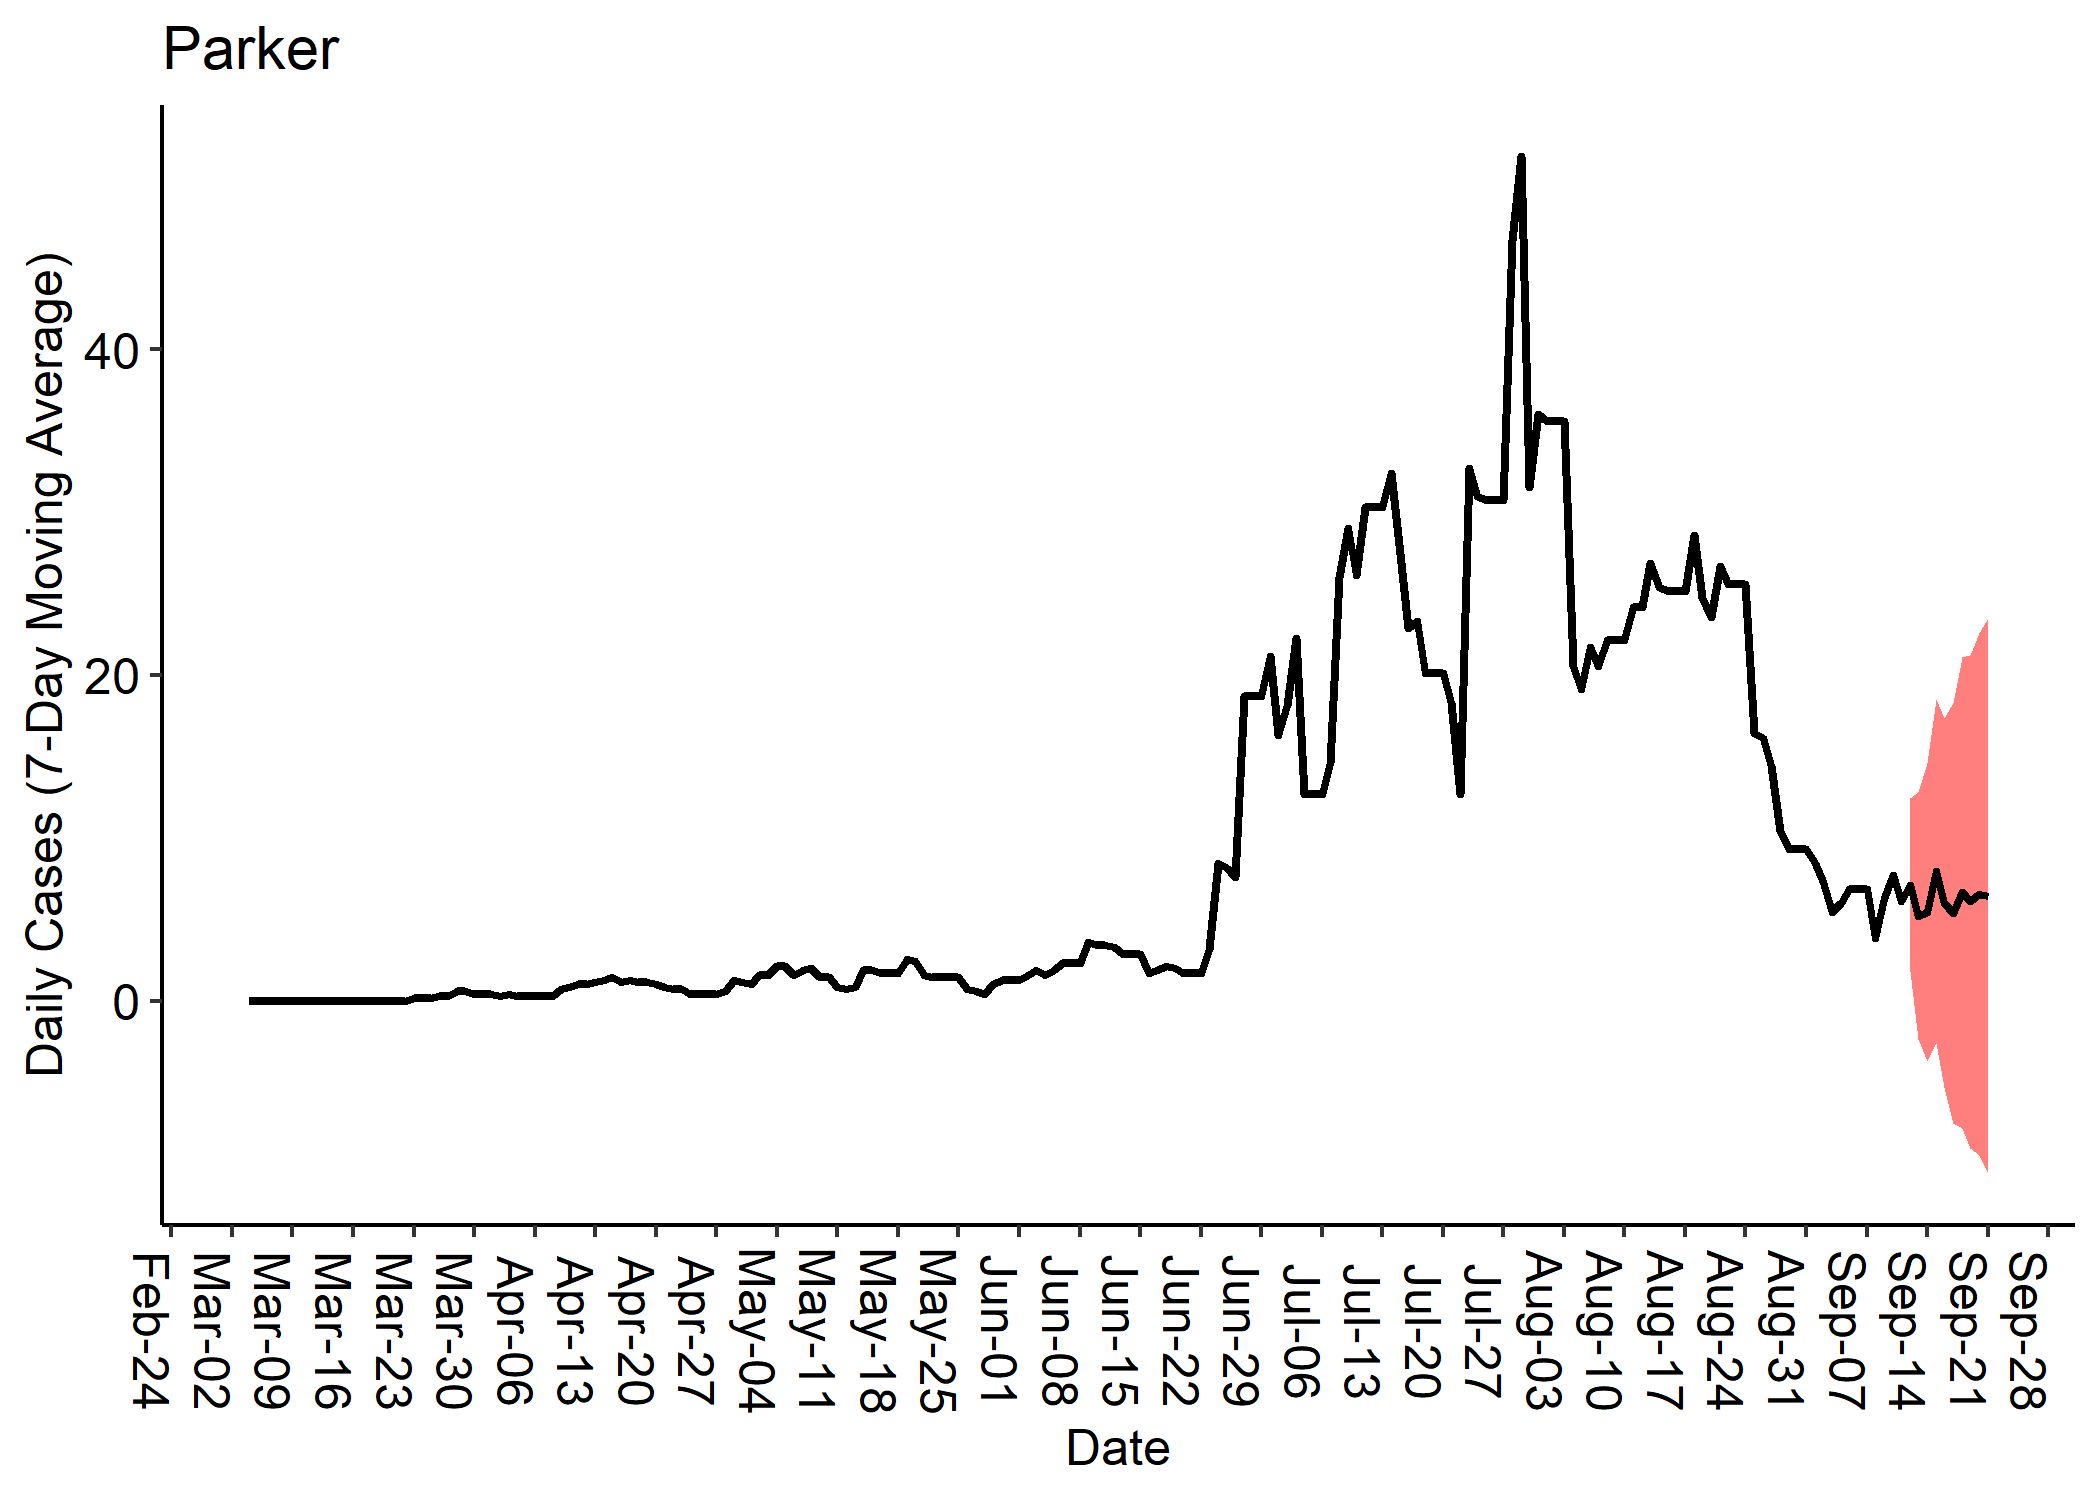 Parker
Daily Cases (7-Day Moving Average)
40
20
0
Feb-24
Mar-02
Mar-09
Mar-16
Mar-23
Mar-30
Apr-06
Apr-13
Apr-20
Apr-27
May-04
May-11
May-18
May-25
Jun-01
Jun-08
Jun-15
Jun-22
Jun-29
Jul-06
Jul-13
Jul-20
Jul-27
Aug-03
Aug-10
Aug-17
Aug-24
Aug-31
Sep-07
Sep-14
Sep-21
Sep-28
Date